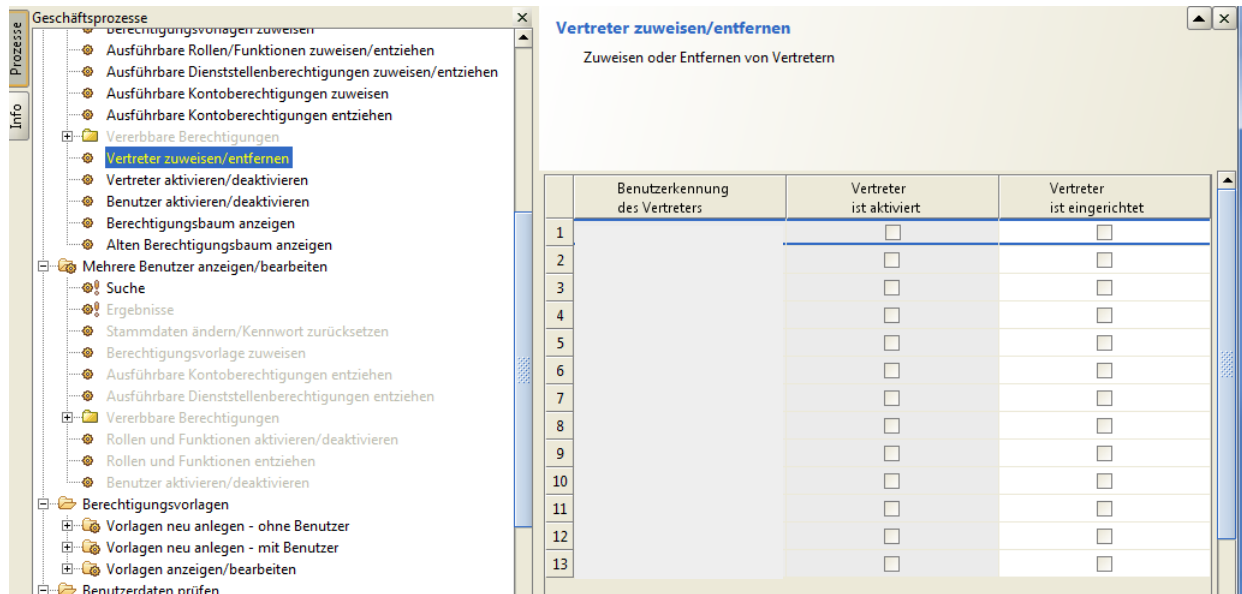 Prozesse
Info
Geschäftsprozesse
Berechtigungsvorlagen zuweisen
Ausführbare Rollen/Funktionen zuweisen/entziehen
Ausführbare Dienststellenberechtigungen zuweisen/entziehen
Ausführbare Kontoberechtigungen zuweisen
Ausführbare Kontoberechtigungen entziehen
Vererbbare Berechtigungen
Vertreter zuweisen/entfernen
Vertreter aktivieren/deaktivieren
Benutzer aktivieren/deaktivieren
Berechtigungsbaum anzeigen
Alten Berechtigungsbaum anzeigen
Mehrere Benutzer anzeigen/bearbeiten
Suche
Ergebnisse
Stammdaten ändern/Kennwort zurücksetzen
Berechtigungsvorlage zuweisen
Ausführbare Kontoberechtigungen entziehen
Ausführbare Dienststellenberechtigungen entziehen
Vererbbare Berechtigungen
Rollen und Funktionen aktivieren/deaktivieren
Rollen und Funktionen entziehen
Benutzer aktivieren/deaktivieren
Berechtigungsvorlagen
Vorlagen neu anlegen - ohne Benutzer
Vorlagen neu anlegen - mit Benutzer
Vorlagen anzeigen/bearbeiten
Benutzerdaten prüfen
Vertreter zuweisen/entfernen
Zuweisen oder Entfernen von Vertretern
Benutzerkennung des Vertreters
Vertreter ist aktiviert
Vertreter ist eingerichtet
1
2
3
4
5
6
7
8
9
10
11
12
13